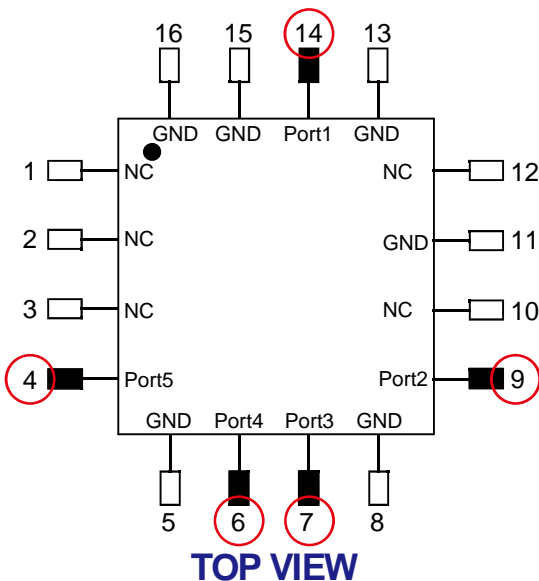 16 15 14 13
GND GND Port1 GND
1 NC NC 12
2 NC GND 11
3 NC NC 10
4 Port5 Port2 9
GND Port4 Port3 GND
5 6 7 8
TOP VIEW